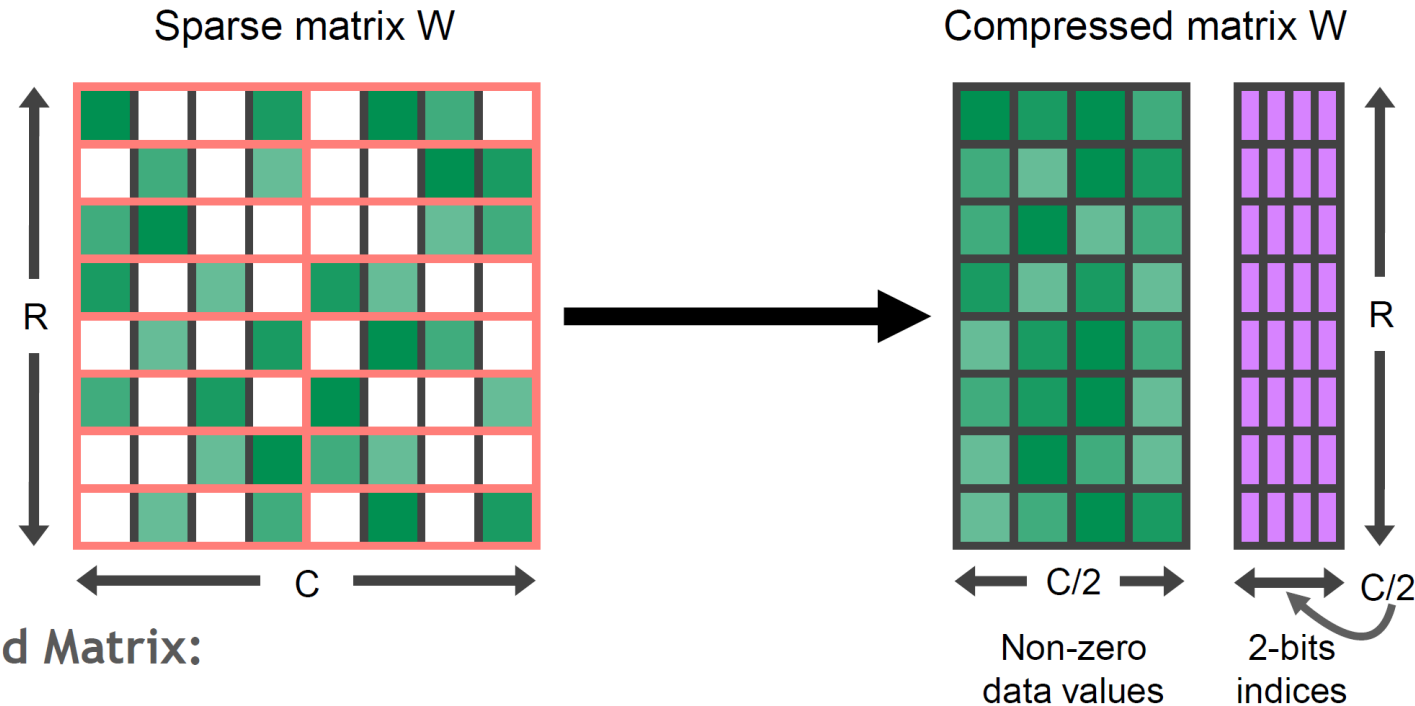 Sparse matrix W
Compressed matrix W
R
R
C
C/2
C/2
d Matrix:
Non-zero
data values
2-bits
indices